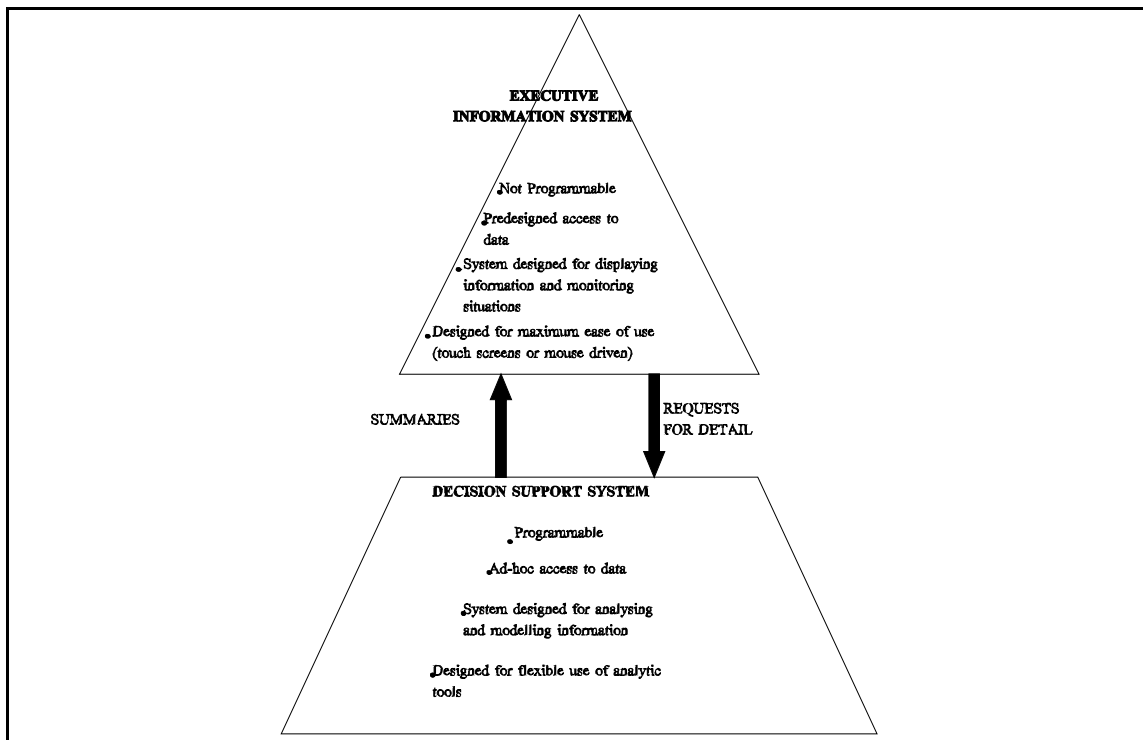 EXECUTIVE
INFORMATION SYSTEM
•Not Programmable
•Predesigned access to
data
•System designed for displaying
information and monitoring
situations
•Designed for maximum ease of use
(touch screens or mouse driven)
SUMMARIES
REQUESTS
FOR DETAIL
DECISION SUPPORT SYSTEM
•Programmable
•Ad-hoc access to data
•System designed for analysing
and modelling information
•Designed for flexible use of analytic
tools